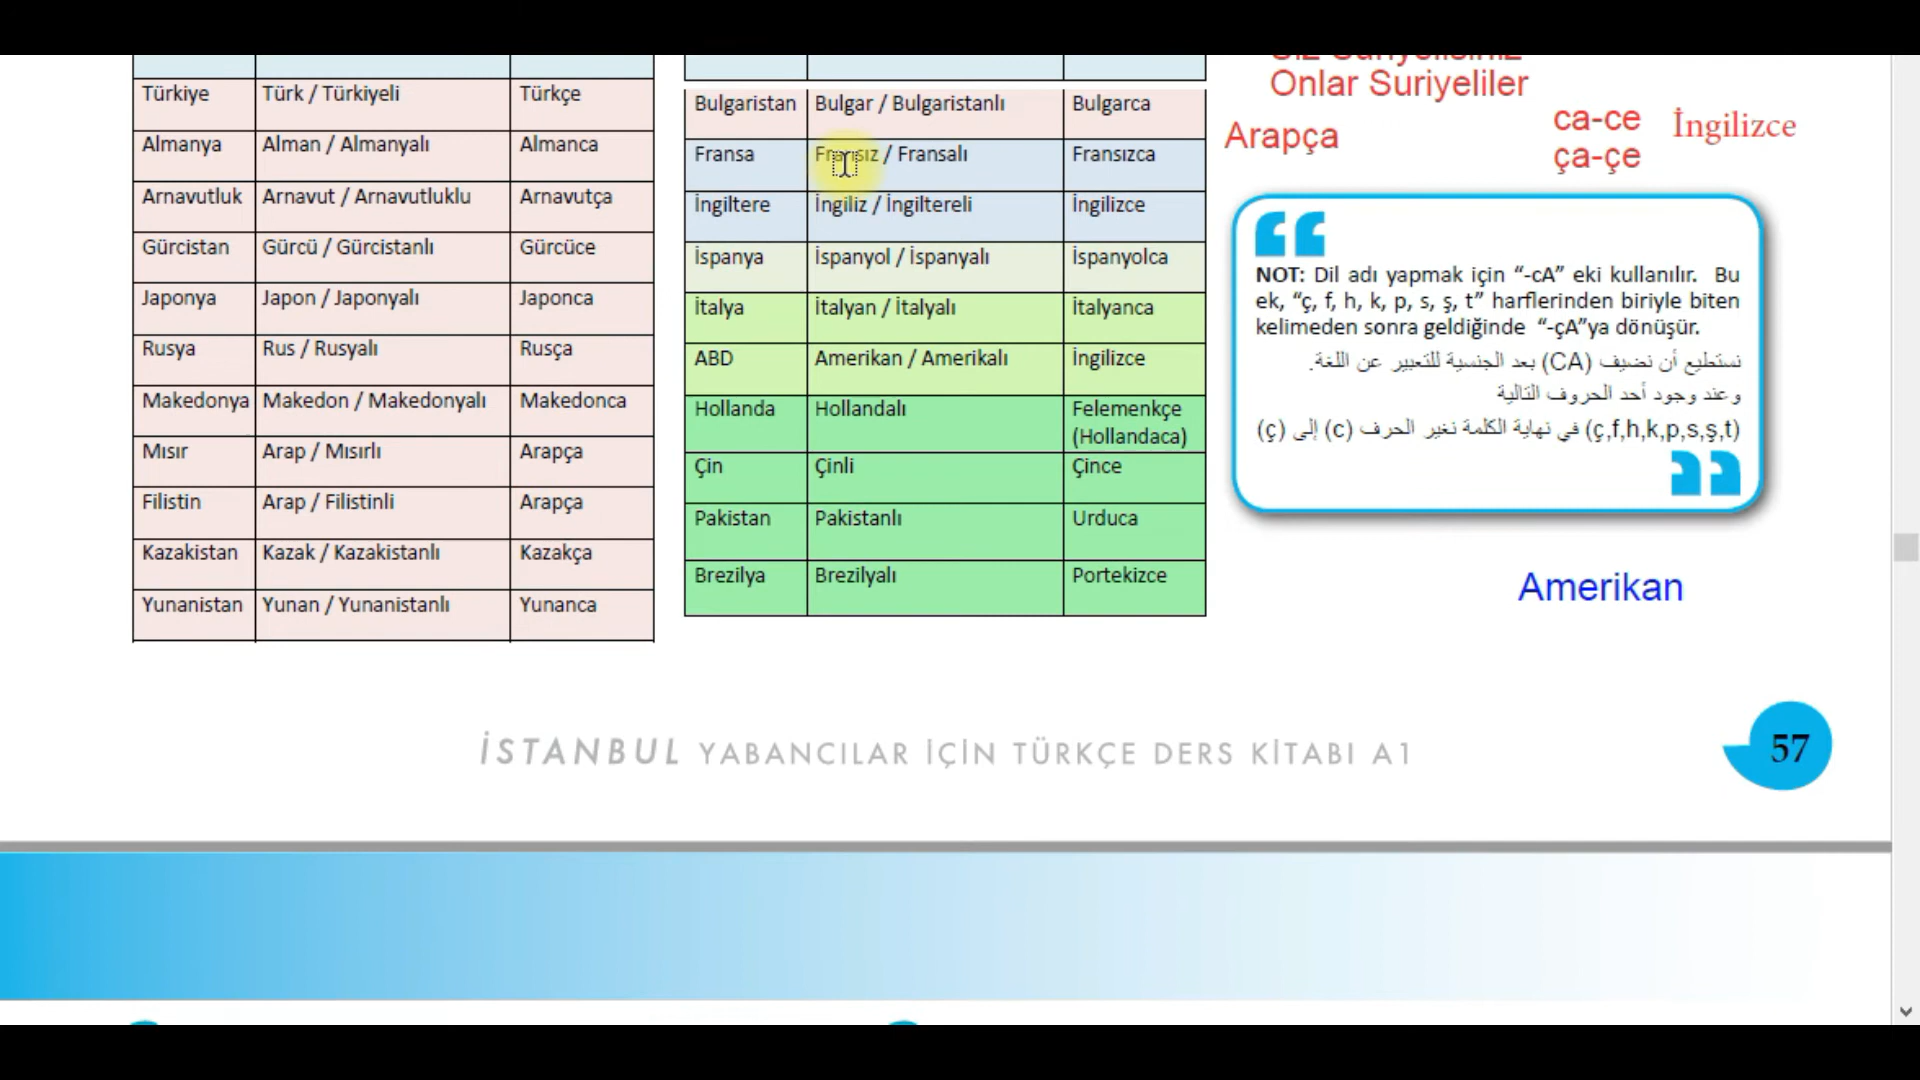 Türkiye Türk / Türkiyeli Türkçe
Almanya Alman / Almanyalı Almanca
Arnavutluk Arnavut / Arnavutluklu Arnavutça
Gürcistan Gürcü / Gürcistanlı Gürcüce
Japonya Japon / Japonyalı Japonca
Rusya Rus / Rusyalı Rusça
Makedonya Makedon / Makedonyalı Makedonca
Mısır Arap / Mısırlı Arapça
Filistin Arap / Filistinli Arapça
Kazakistan Kazak / Kazakistanlı Kazakça
Yunanistan Yunan / Yunanistanlı Yunanca
Bulgaristan Bulgar / Bulgaristanlı Bulgarca
Fransa Fransız / Fransalı Fransızca
İngiltere İngiliz / İngiltereli İngilizce
İspanya İspanyol / İspanyalı İspanyolca
İtalya İtalyan / İtalyalı İtalyanca
ABD Amerikan / Amerikalı İngilizce
Hollanda Hollandalı Felemenkçe
(Hollandaca)
Çin Çinli Çince
Pakistan Pakistanlı Urduca
Brezilya Brezilyalı Portekizce
Siz Suriyelisiniz
Onlar Suriyeliler
Arapça
ca-ce
ça-çe
İngilizce
“
NOT: Dil adı yapmak için “-cA” eki kullanılır. Bu
ek, “ç, f, h, k, p, s, ş, t” harflerinden biriyle biten
kelimeden sonra geldiğinde “-çA”ya dönüşür.
نستطيع أن نضيف (CA) بعد الجنسية للتعبير عن اللغة.
وعند وجود أحد الحروف التالية
(ç,f,h,k,p,s,ş,t) في نهاية الكلمة نغير الحرف (c) إلى (ç)
”
Amerikan
İSTANBUL YABANCILAR İÇİN TÜRKÇE DERS KİTABI A1
57